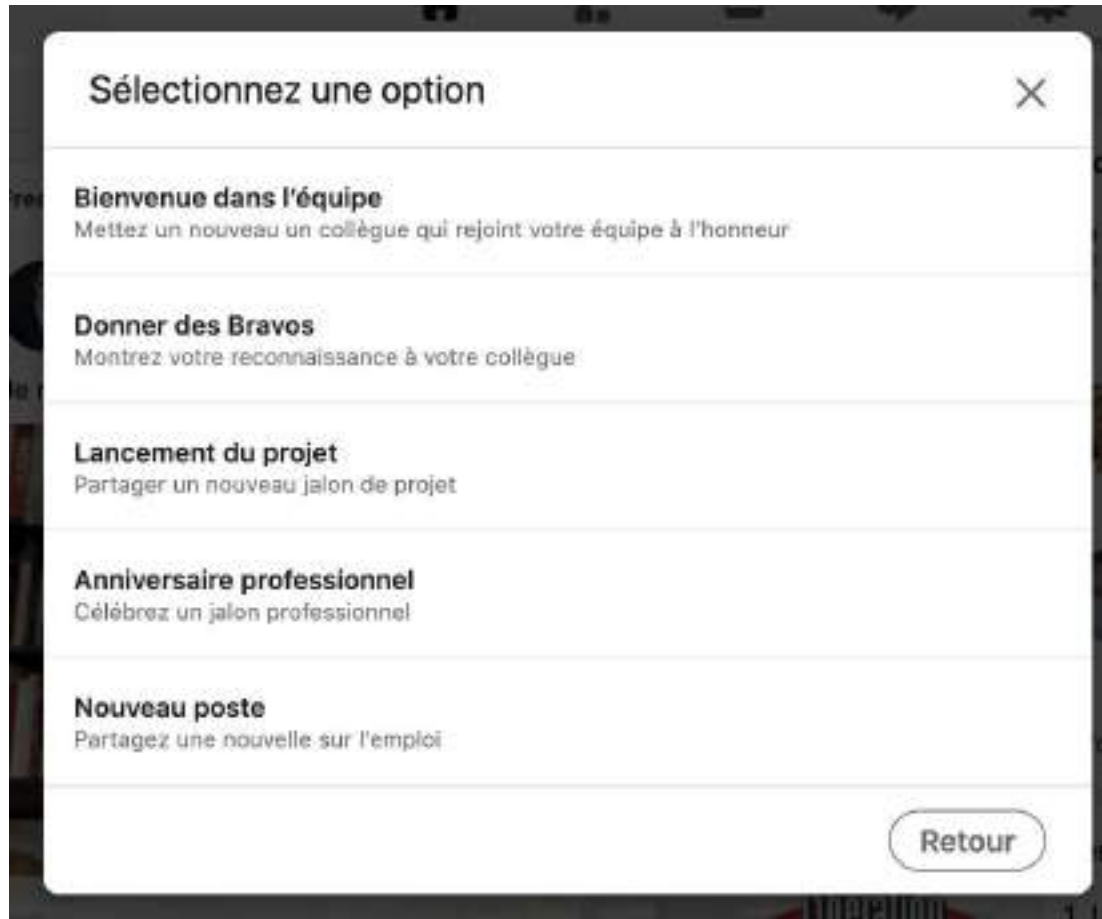 Sélectionnez une option
Bienvenue dans l'équipe
Mettez un nouveau un collègue qui rejoint votre équipe à l'honneur
Donner des Bravos
Montrez votre reconnaissance à votre collègue
Lancement du projet
Partager un nouveau jalon de projet
Anniversaire professionnel
Célébrez un jalon professionnel
Nouveau poste
Partagez une nouvelle sur l'emploi
Retour